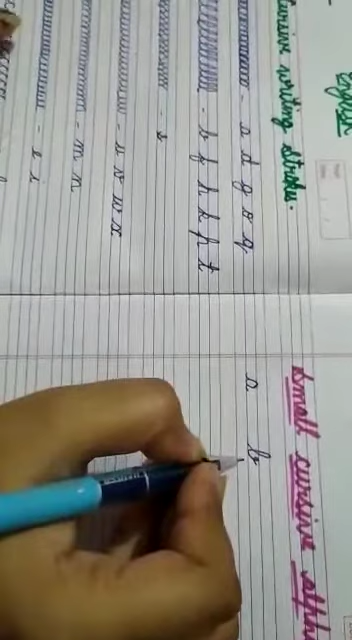 English
Cursive writing strokes.
- a d g o q
- b f h k p t
- s
- u v w x
- m n
- e i
Small cursive alph
a b